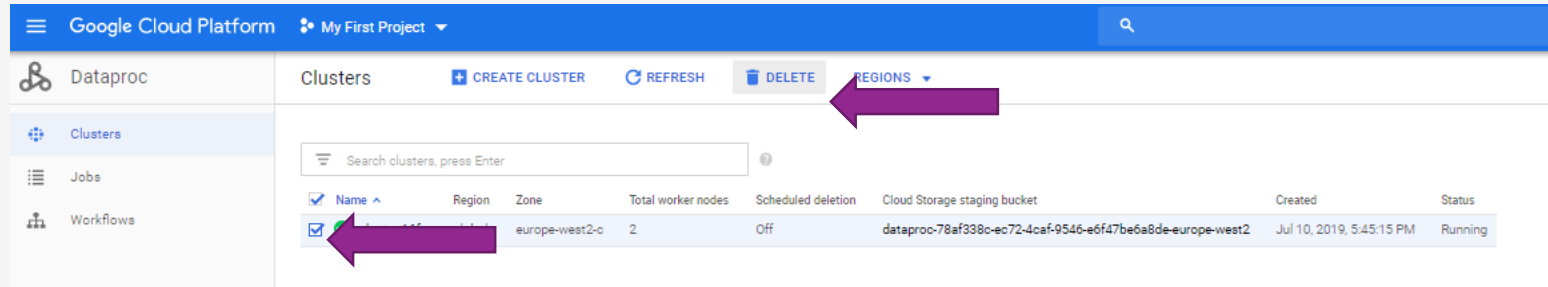 Google Cloud Platform My First Project
Dataproc Clusters CREATE CLUSTER REFRESH DELETE REGIONS
Clusters
Search clusters, press Enter
Jobs
Name Region Zone Total worker nodes Scheduled deletion Cloud Storage staging bucket Created Status
Workflows
europe-west2-c 2 Off dataproc-78af338c-ec72-4caf-9546-e6f47be6a8de-europe-west2 Jul 10, 2019, 5:45:15 PM Running